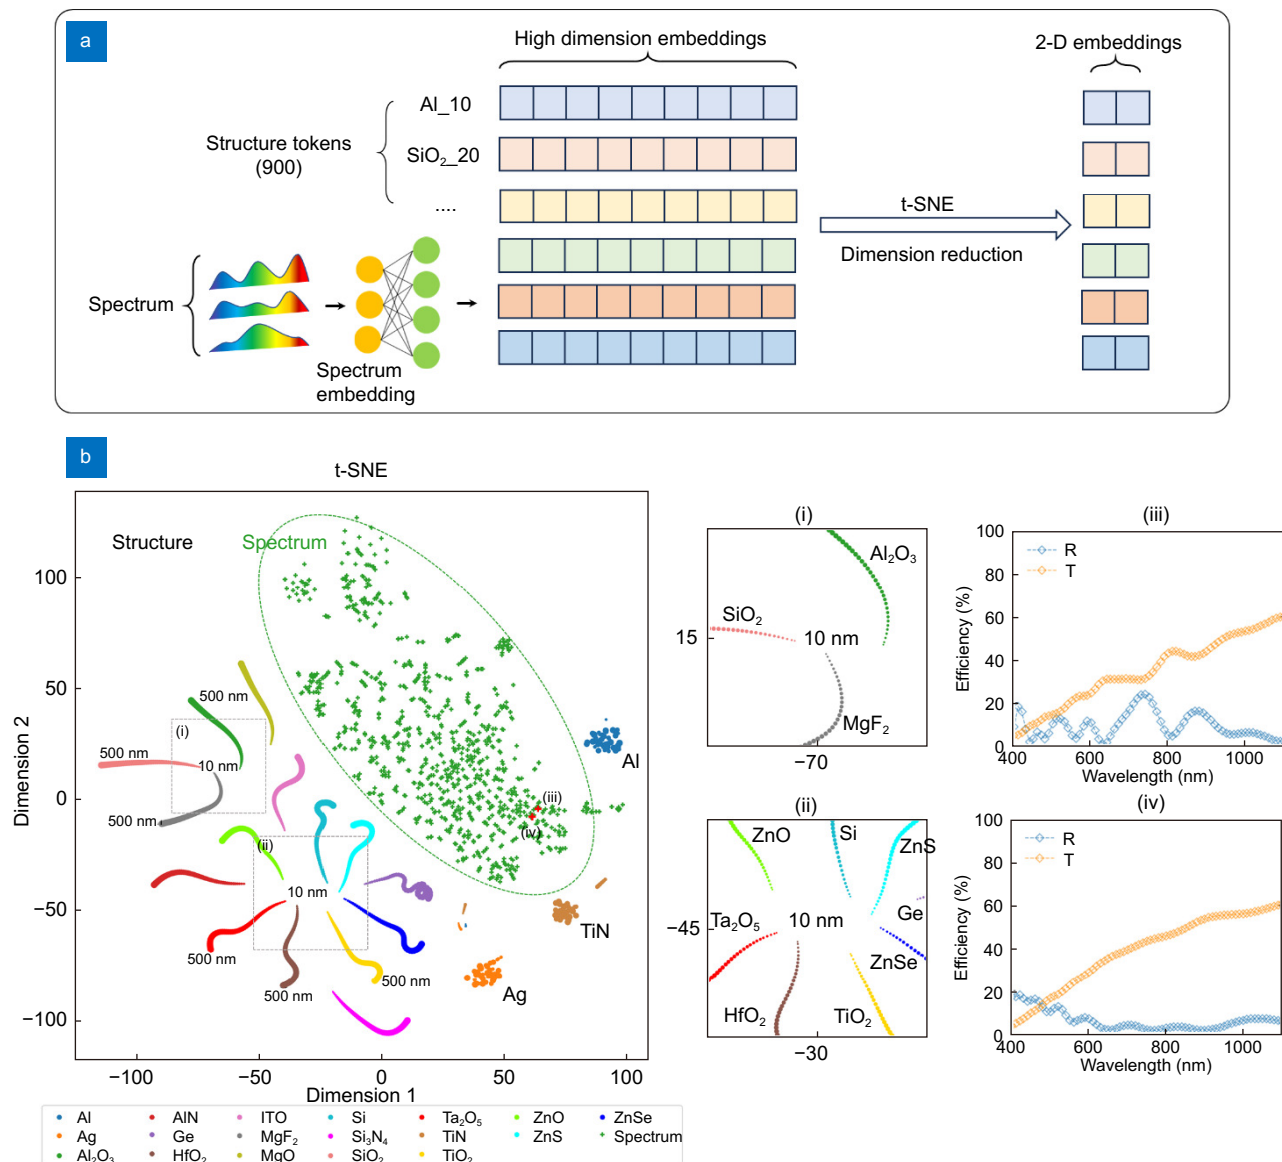 a
High dimension embeddings
2-D embeddings
Al_10
Structure tokens
(900)
SiO₂_20
....
t-SNE
Dimension reduction
Spectrum
Spectrum
embedding
b
t-SNE
Structure
Spectrum
100
50
0
−50
−100
Dimension 2
−100
−50
0
50
100
Dimension 1
500 nm
(i)
500 nm
10 nm
500 nm
(ii)
10 nm
500 nm
500 nm
500 nm
(iii)
(iv)
Al
TiN
Ag
(i)
Al₂O₃
SiO₂
15
10 nm
MgF₂
−70
(ii)
ZnO
Si
ZnS
Ge
Ta₂O₅
10 nm
−45
ZnSe
HfO₂
TiO₂
−30
(iii)
100
80
60
40
20
0
Efficiency (%)
R
T
400
600
800
1000
Wavelength (nm)
(iv)
100
80
60
40
20
0
Efficiency (%)
R
T
400
600
800
1000
Wavelength (nm)
Al
AlN
ITO
Si
Ta₂O₅
ZnO
ZnSe
Ag
Ge
MgF₂
Si₃N₄
TiN
ZnS
Spectrum
Al₂O₃
HfO₂
MgO
SiO₂
TiO₂